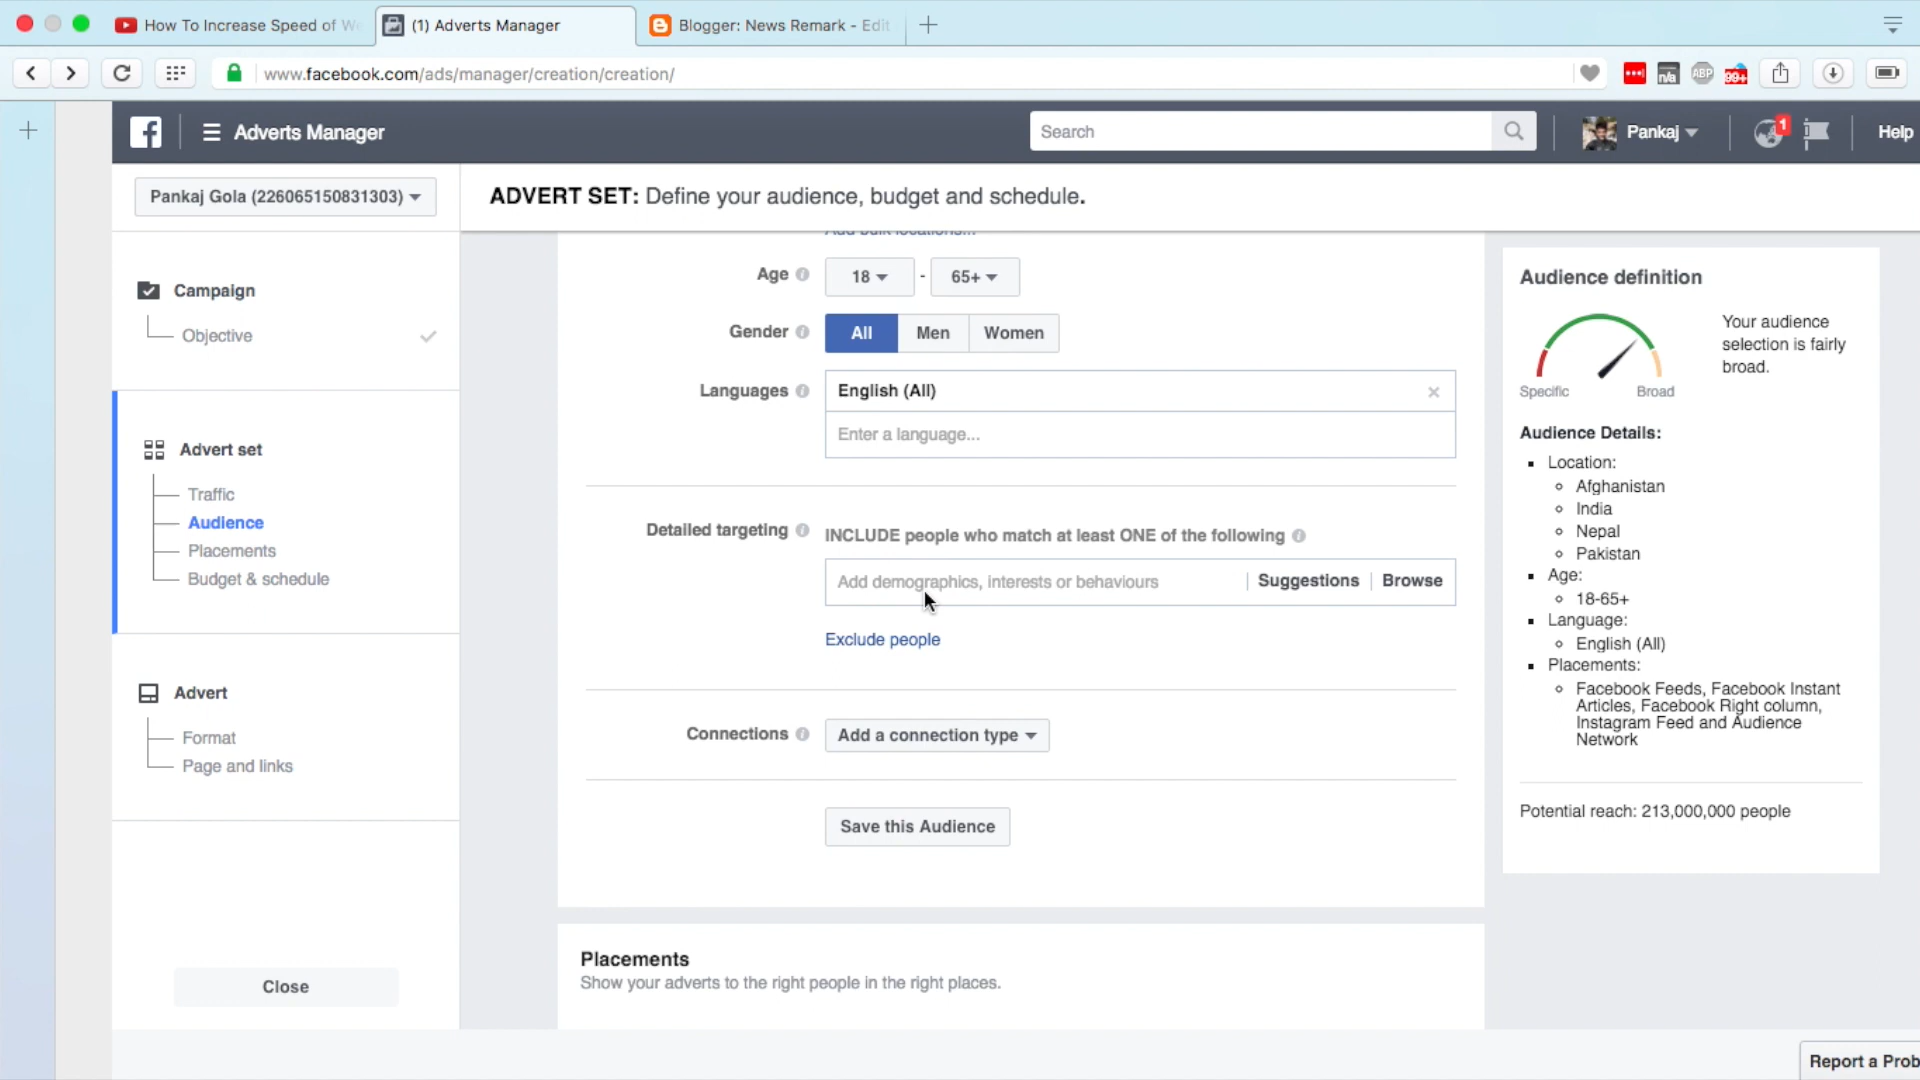 How To Increase Speed of We
(1) Adverts Manager
Blogger: News Remark - Edit
www.facebook.com/ads/manager/creation/creation/
n/a
ABP
99+
Adverts Manager
Search
Pankaj
1
Help
Pankaj Gola (226065150831303)
ADVERT SET: Define your audience, budget and schedule.
Campaign
Objective
Advert set
Traffic
Audience
Placements
Budget & schedule
Advert
Format
Page and links
Close
Add bulk locations...
Age
18
-
65+
Gender
All
Men
Women
Languages
English (All)
Enter a language...
Detailed targeting
INCLUDE people who match at least ONE of the following
Add demographics, interests or behaviours
Suggestions
Browse
Exclude people
Connections
Add a connection type
Save this Audience
Placements
Show your adverts to the right people in the right places.
Audience definition
Specific
Broad
Your audience
selection is fairly
broad.
Audience Details:
Location:
Afghanistan
India
Nepal
Pakistan
Age:
18-65+
Language:
English (All)
Placements:
Facebook Feeds, Facebook Instant
Articles, Facebook Right column,
Instagram Feed and Audience
Network
Potential reach: 213,000,000 people
Report a Prob